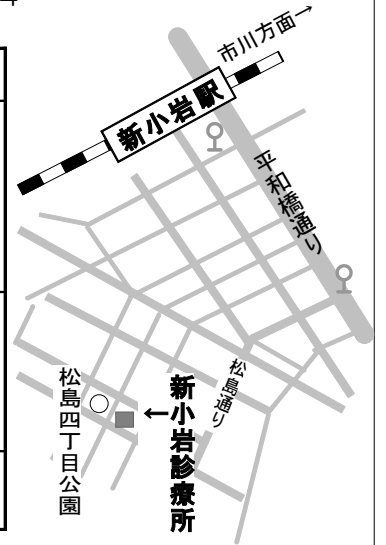 市川方面→
新小岩駅
平和橋通り
松島通り
←新小岩診療所
松島四丁目公園